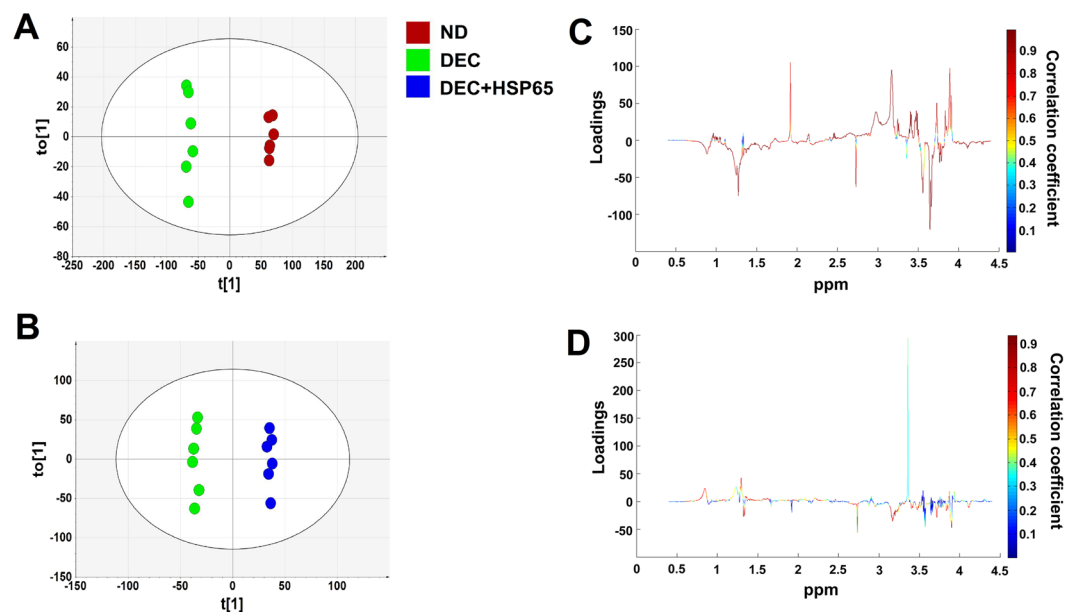 A
ND
DEC
DEC+HSP65
to[1]
60
40
20
0
-20
-40
-60
-80
-250 -200 -150 -100 -50 0 50 100 150 200
t[1]
B
to[1]
100
50
0
-50
-100
-150
-150 -100 -50 0 50 100
t[1]
C
Loadings
150
100
50
0
-50
-100
0 0.5 1 1.5 2 2.5 3 3.5 4 4.5
ppm
0.9
0.8
0.7
0.6
0.5
0.4
0.3
0.2
0.1
Correlation coefficient
D
Loadings
300
250
200
150
100
50
0
-50
0 0.5 1 1.5 2 2.5 3 3.5 4 4.5
ppm
0.9
0.8
0.7
0.6
0.5
0.4
0.3
0.2
0.1
0
Correlation coefficient